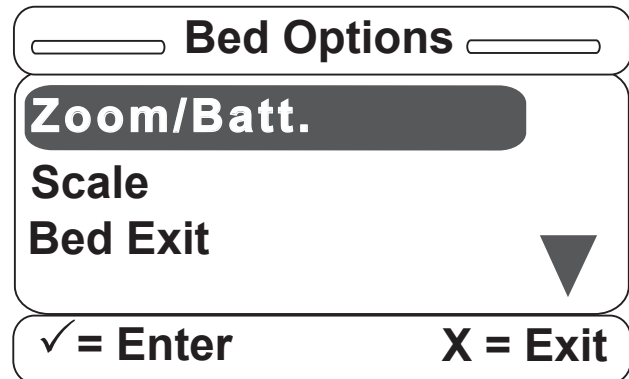 Bed Options
Zoom/Batt.
Scale
Bed Exit
✓= Enter X = Exit